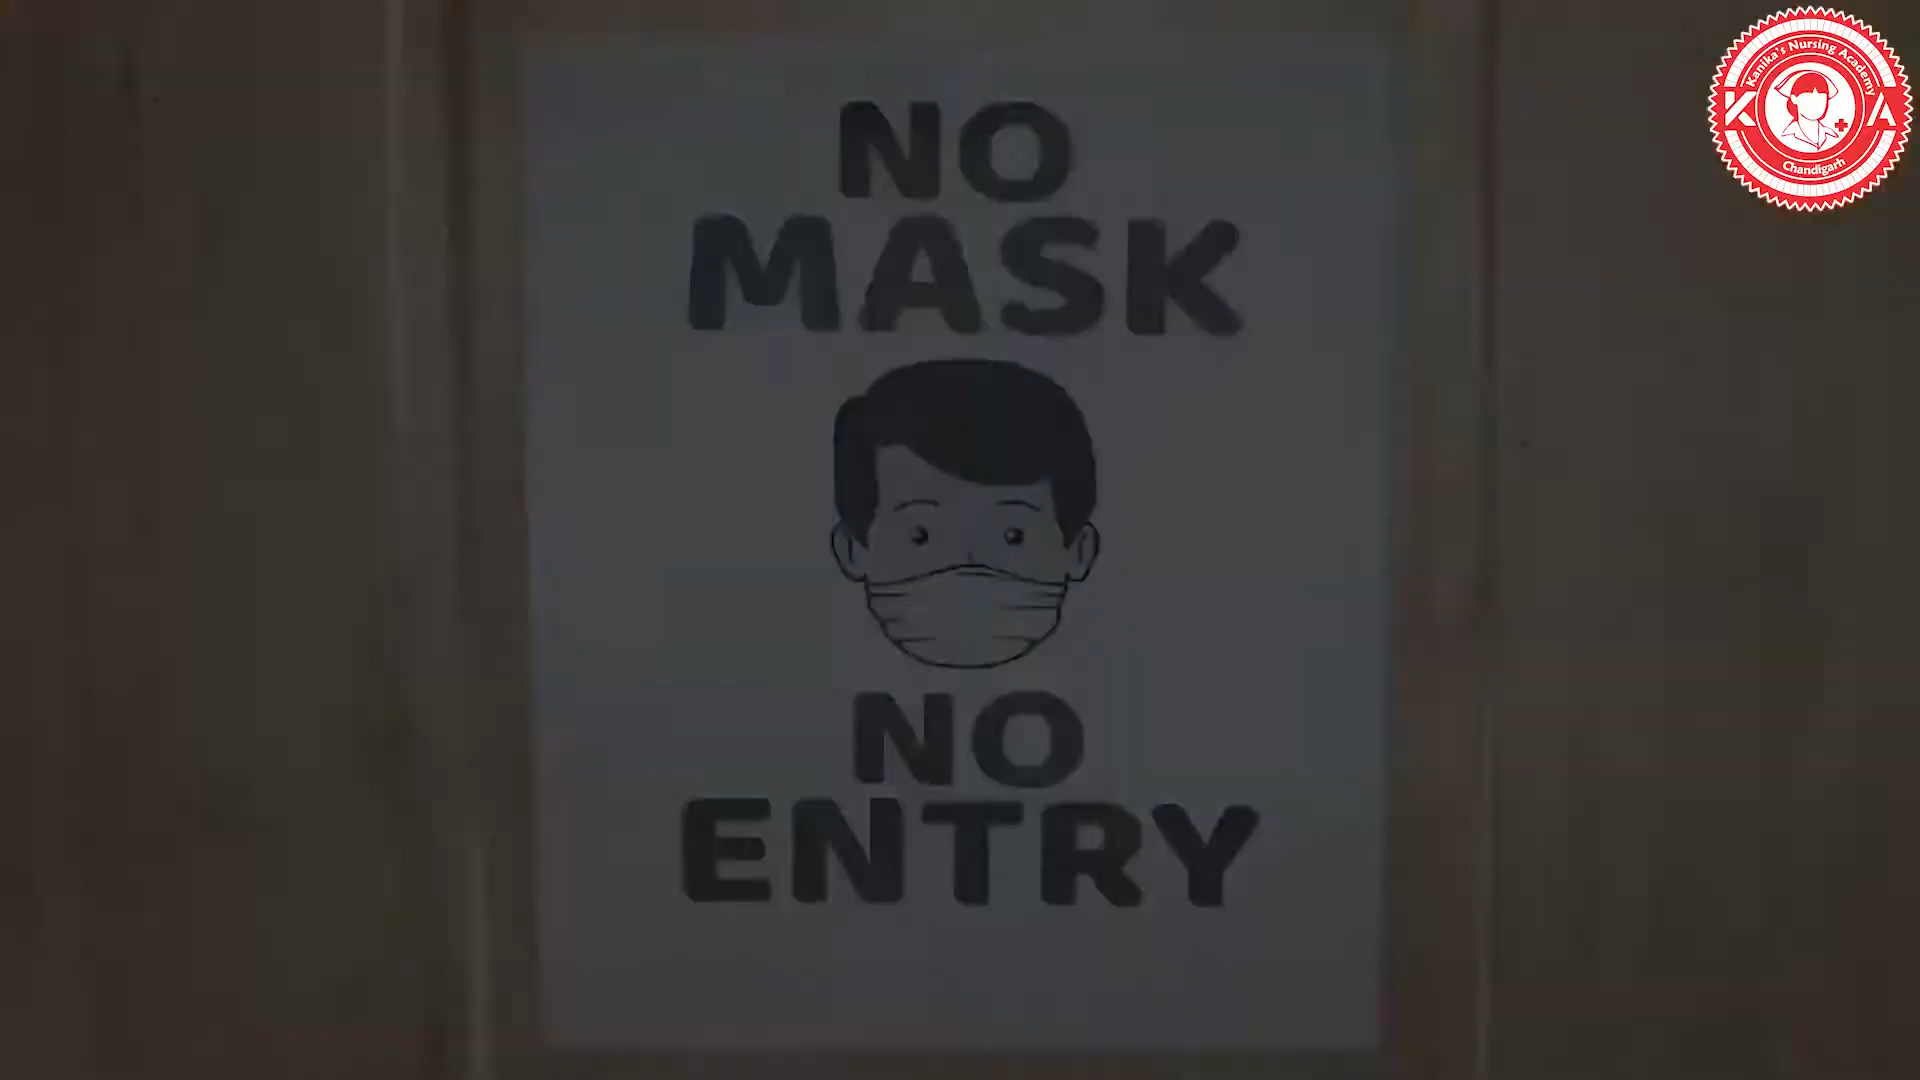 NO
MASK
NO
ENTRY
Kanika's Nursing Academy
K A
Chandigarh